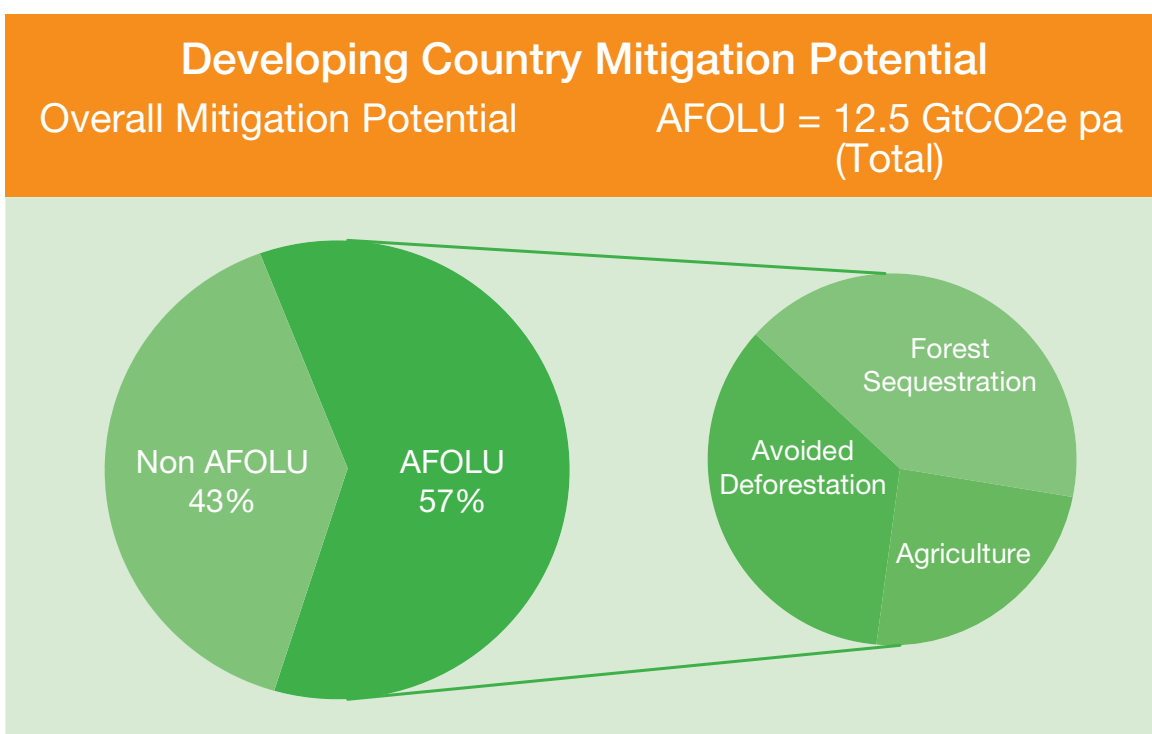 Developing Country Mitigation Potential
Overall Mitigation Potential
AFOLU = 12.5 GtCO2e pa
(Total)
Non AFOLU
43%
AFOLU
57%
Forest
Sequestration
Avoided
Deforestation
Agriculture